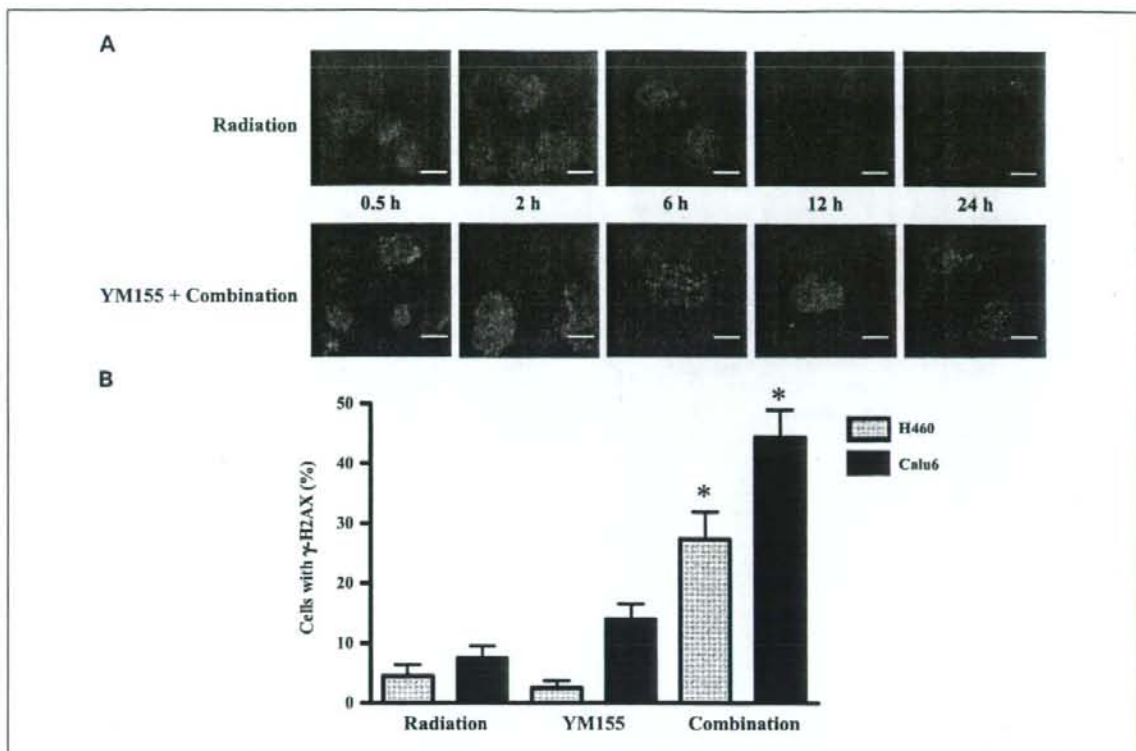 A
Radiation
0.5 h 2 h 6 h 12 h 24 h
YM155 + Combination
B
50
40
30
20
10
0
Cells with γ-H2AX (%)
* *
H460
Calu6
Radiation YM155 Combination